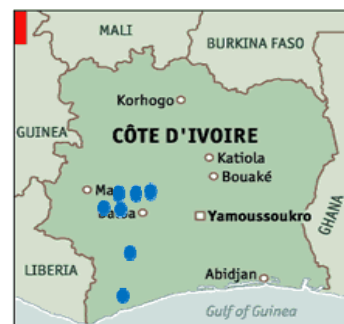 MALI
BURKINA FASO
Korhogo
GUINEA
CÔTE D'IVOIRE
Katiola
Bouaké
GHANA
Yamoussoukro
LIBERIA
Abidjan
Gulf of Guinea